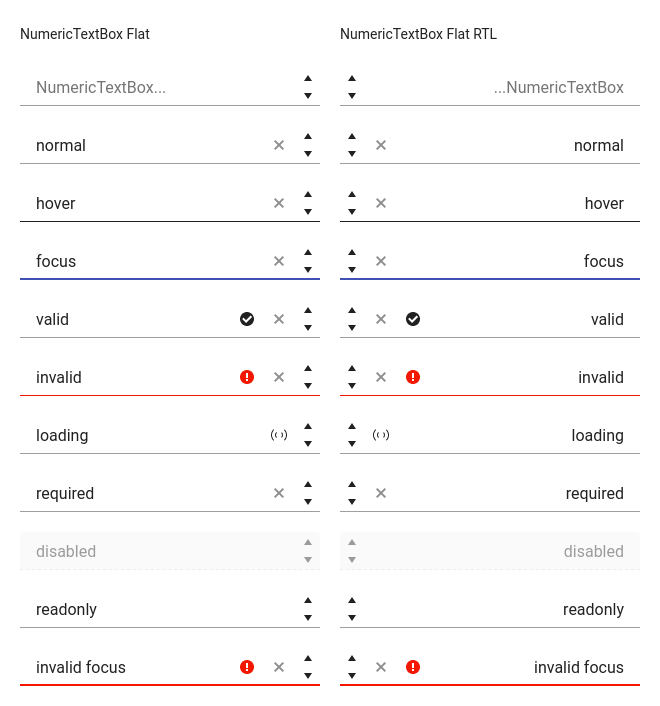 NumericTextBox Flat
NumericTextBox...
normal
hover
focus
valid
invalid
loading
required
disabled
readonly
invalid focus
NumericTextBox Flat RTL
...NumericTextBox
normal
hover
focus
valid
invalid
loading
required
disabled
readonly
invalid focus